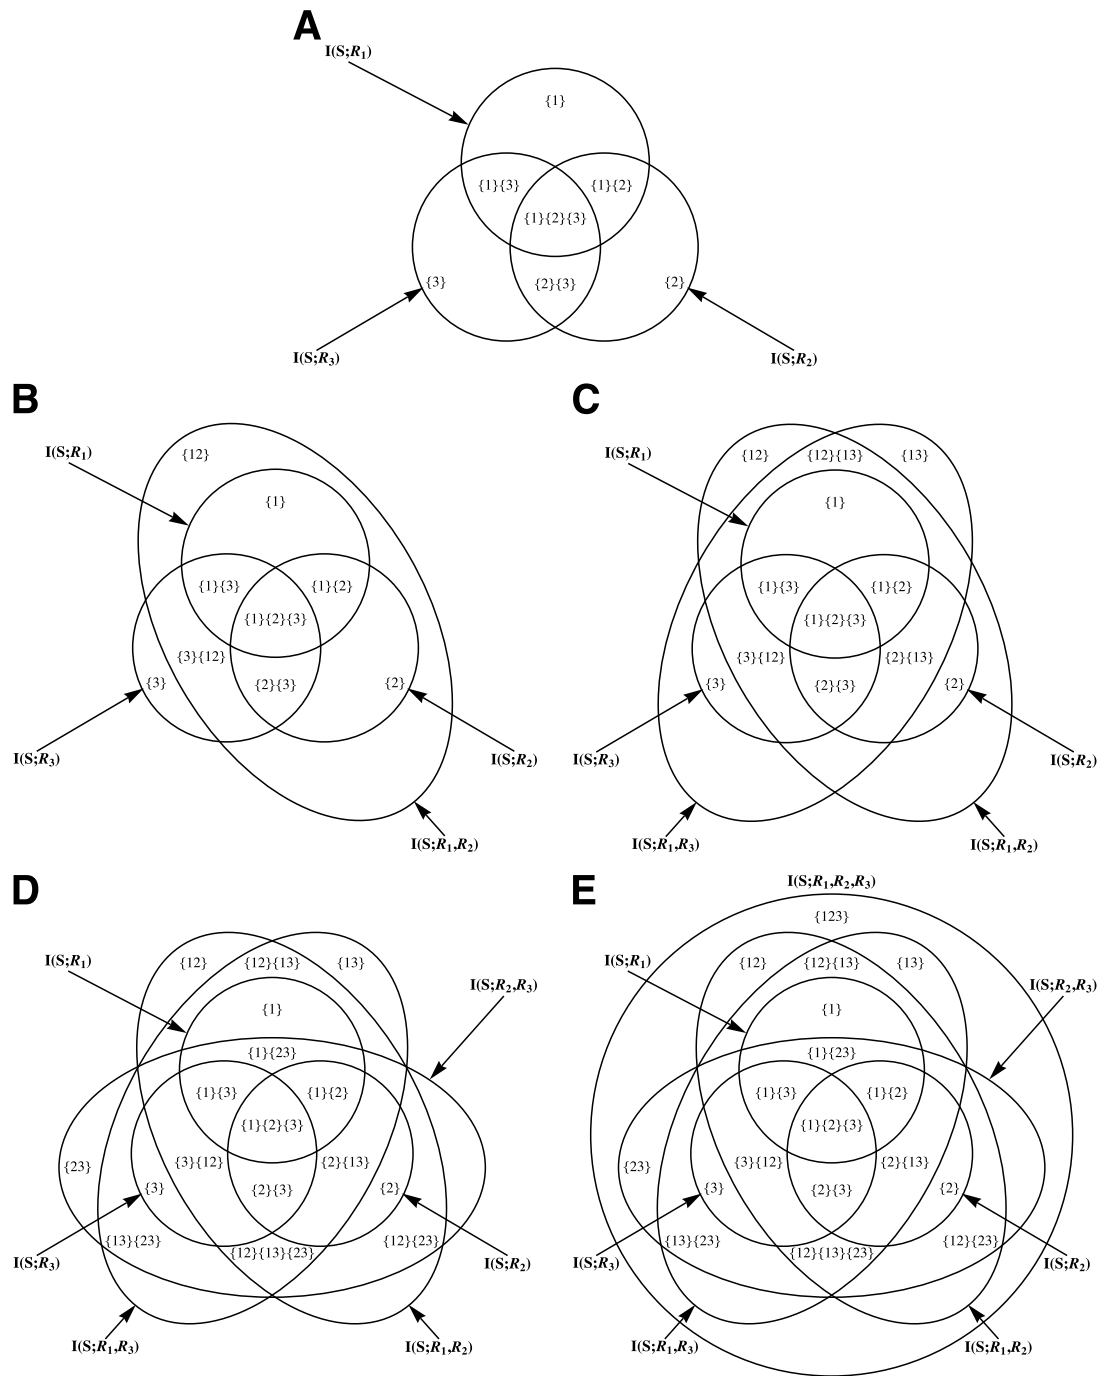 A
I(S;R1)
{1}
{1}{3} {1}{2}
{1}{2}{3}
{3} {2}{3} {2}
I(S;R3) I(S;R2)
B
I(S;R1)
{12}
{1}
{1}{3} {1}{2}
{1}{2}{3}
{3}{12}
{3} {2}{3} {2}
I(S;R3) I(S;R2)
I(S;R1,R2)
C
I(S;R1)
{12} {12}{13} {13}
{1}
{1}{3} {1}{2}
{1}{2}{3}
{3}{12} {2}{13}
{3} {2}{3} {2}
I(S;R3) I(S;R2)
I(S;R1,R3) I(S;R1,R2)
D
I(S;R1)
{12} {12}{13} {13}
I(S;R2,R3)
{1}
{1}{23}
{1}{3} {1}{2}
{1}{2}{3}
{23} {3}{12} {2}{13}
{3} {2}{3} {2}
{13}{23} {12}{13}{23} {12}{23}
I(S;R3) I(S;R2)
I(S;R1,R3) I(S;R1,R2)
E
I(S;R1,R2,R3)
{123}
I(S;R1)
{12} {12}{13} {13}
I(S;R2,R3)
{1}
{1}{23}
{1}{3} {1}{2}
{1}{2}{3}
{23} {3}{12} {2}{13}
{3} {2}{3} {2}
{13}{23} {12}{13}{23} {12}{23}
I(S;R3) I(S;R2)
I(S;R1,R3) I(S;R1,R2)